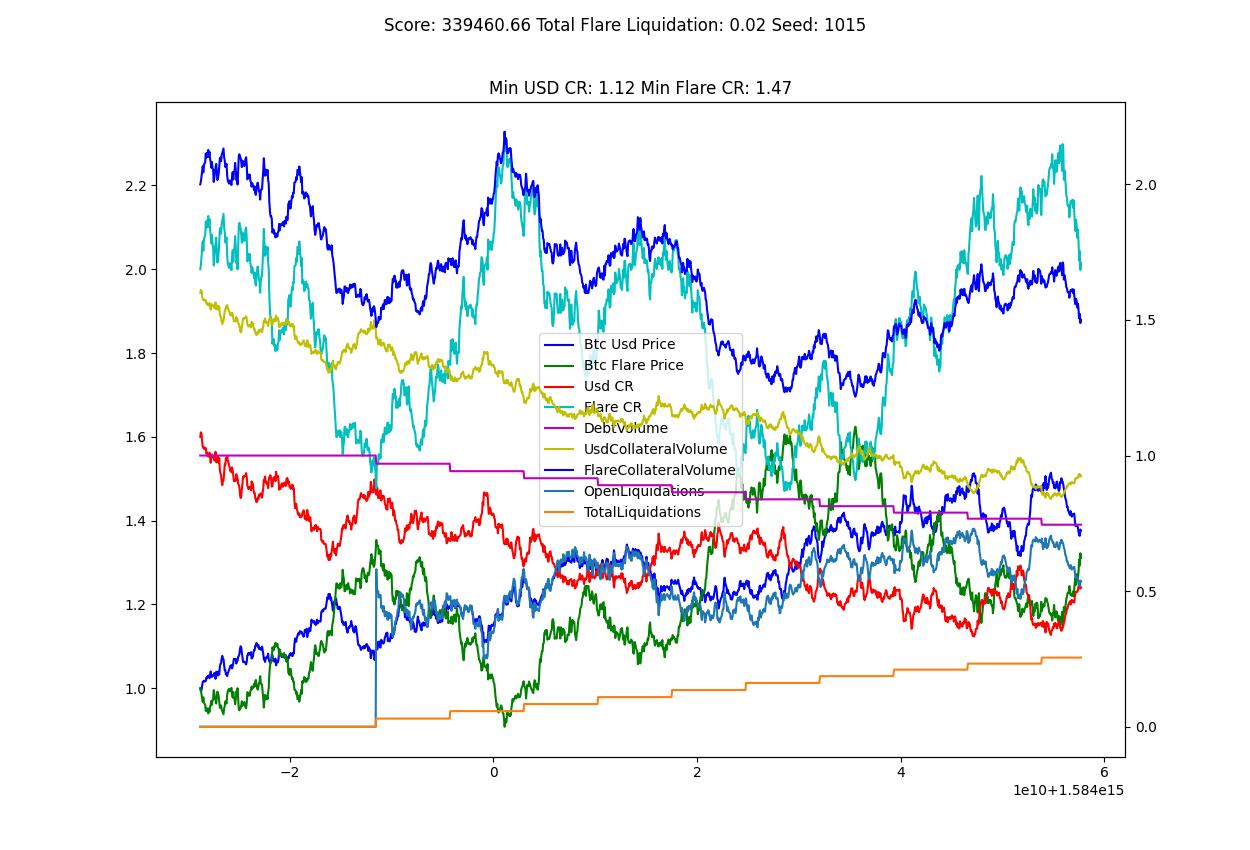 Score: 339460.66 Total Flare Liquidation: 0.02 Seed: 1015
Min USD CR: 1.12 Min Flare CR: 1.47
2.2
2.0
1.8
1.6
1.4
1.2
1.0
2.0
1.5
1.0
0.5
0.0
Btc Usd Price
Btc Flare Price
Usd CR
Flare CR
DebtVolume
UsdCollateralVolume
FlareCollateralVolume
OpenLiquidations
TotalLiquidations
−2 0 2 4 6
1e10+1.584e15